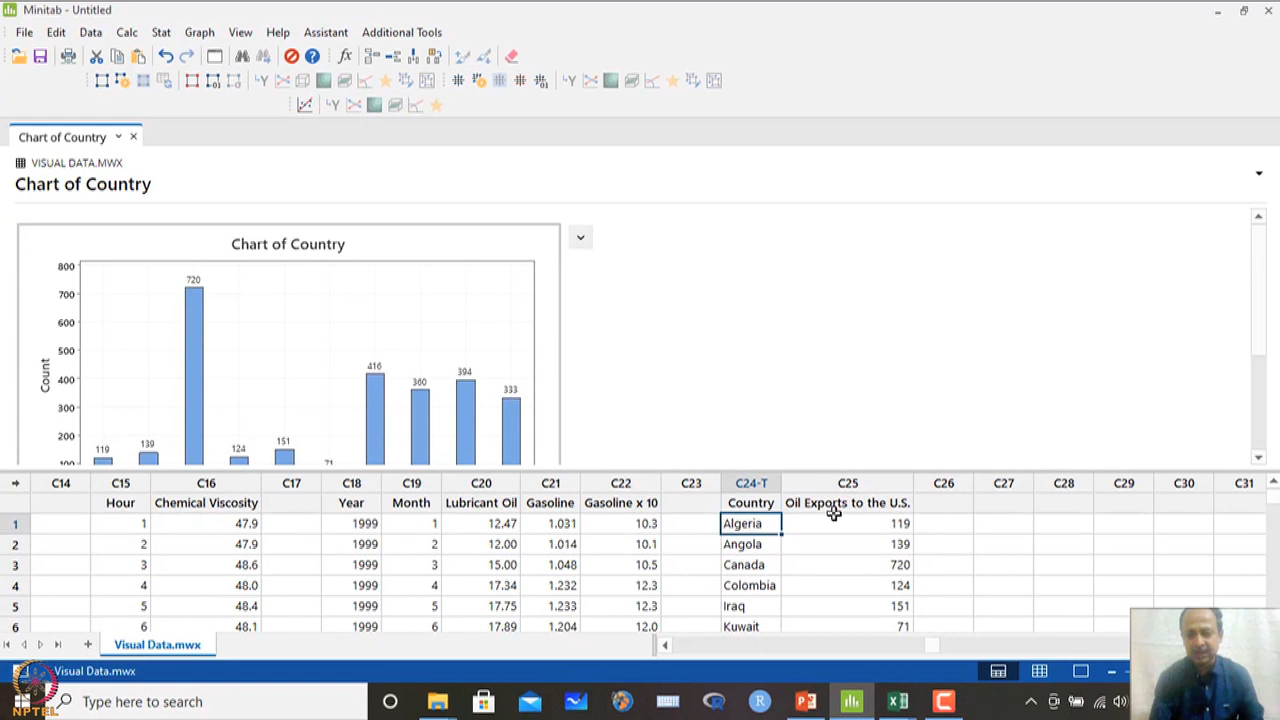 Minitab - Untitled
File Edit Data Calc Stat Graph View Help Assistant Additional Tools
Chart of Country
VISUAL DATA.MWX
Chart of Country
Chart of Country
Count
800
700
600
500
400
300
200
100
119 139 720 124 151 71 416 360 394 333
C14 C15 C16 C17 C18 C19 C20 C21 C22 C23 C24-T C25 C26 C27 C28 C29 C30 C31
Hour Chemical Viscosity Year Month Lubricant Oil Gasoline Gasoline x 10 Country Oil Exports to the U.S.
1 1 47.9 1999 1 12.47 1.031 10.3 Algeria 119
2 2 47.9 1999 2 12.00 1.014 10.1 Angola 139
3 3 48.6 1999 3 15.00 1.048 10.5 Canada 720
4 4 48.0 1999 4 17.34 1.232 12.3 Colombia 124
5 5 48.4 1999 5 17.75 1.233 12.3 Iraq 151
6 6 48.1 1999 6 17.89 1.204 12.0 Kuwait 71
Visual Data.mwx
Visual Data.mwx
NPTEL
Type here to search